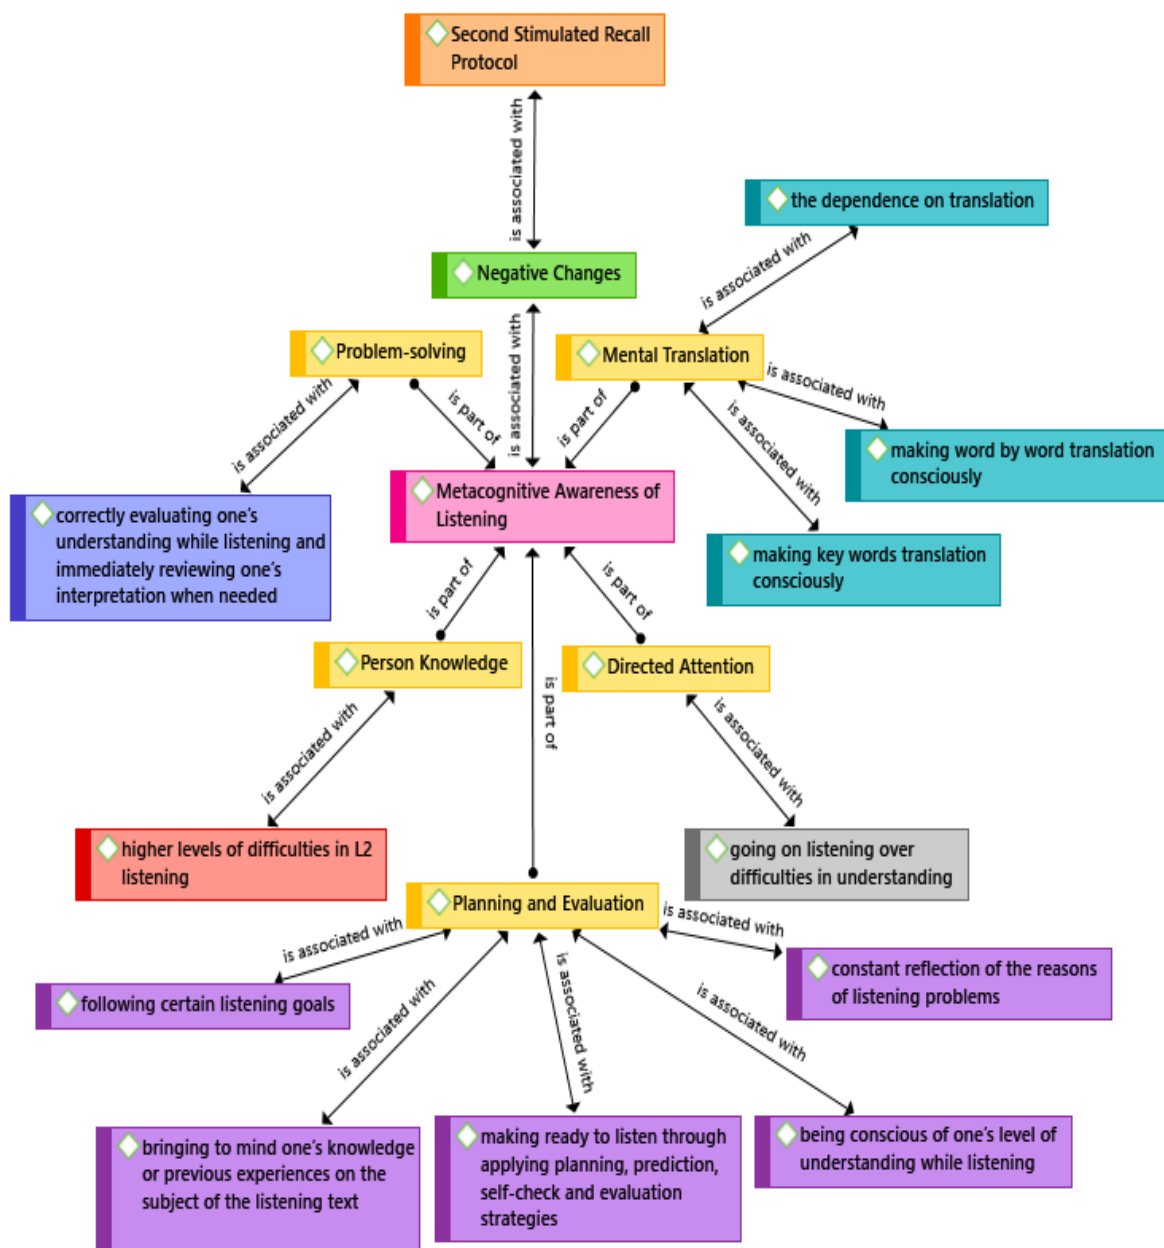 Second Stimulated Recall
Protocol
is associated with
the dependence on translation
is associated with
Negative Changes
is associated with
Problem-solving
Mental Translation
is associated with
is associated with
is part of
is part of
is associated with
making word by word translation
consciously
Metacognitive Awareness of
Listening
correctly evaluating one's
understanding while listening and
immediately reviewing one's
interpretation when needed
making key words translation
consciously
is part of
is part of
Person Knowledge
Directed Attention
is part of
is associated with
is associated with
higher levels of difficulties in L2
listening
going on listening over
difficulties in understanding
Planning and Evaluation
is associated with
is associated with
is associated with
is associated with
is associated with
constant reflection of the reasons
of listening problems
following certain listening goals
bringing to mind one's knowledge
or previous experiences on the
subject of the listening text
making ready to listen through
applying planning, prediction,
self-check and evaluation
strategies
being conscious of one's level of
understanding while listening